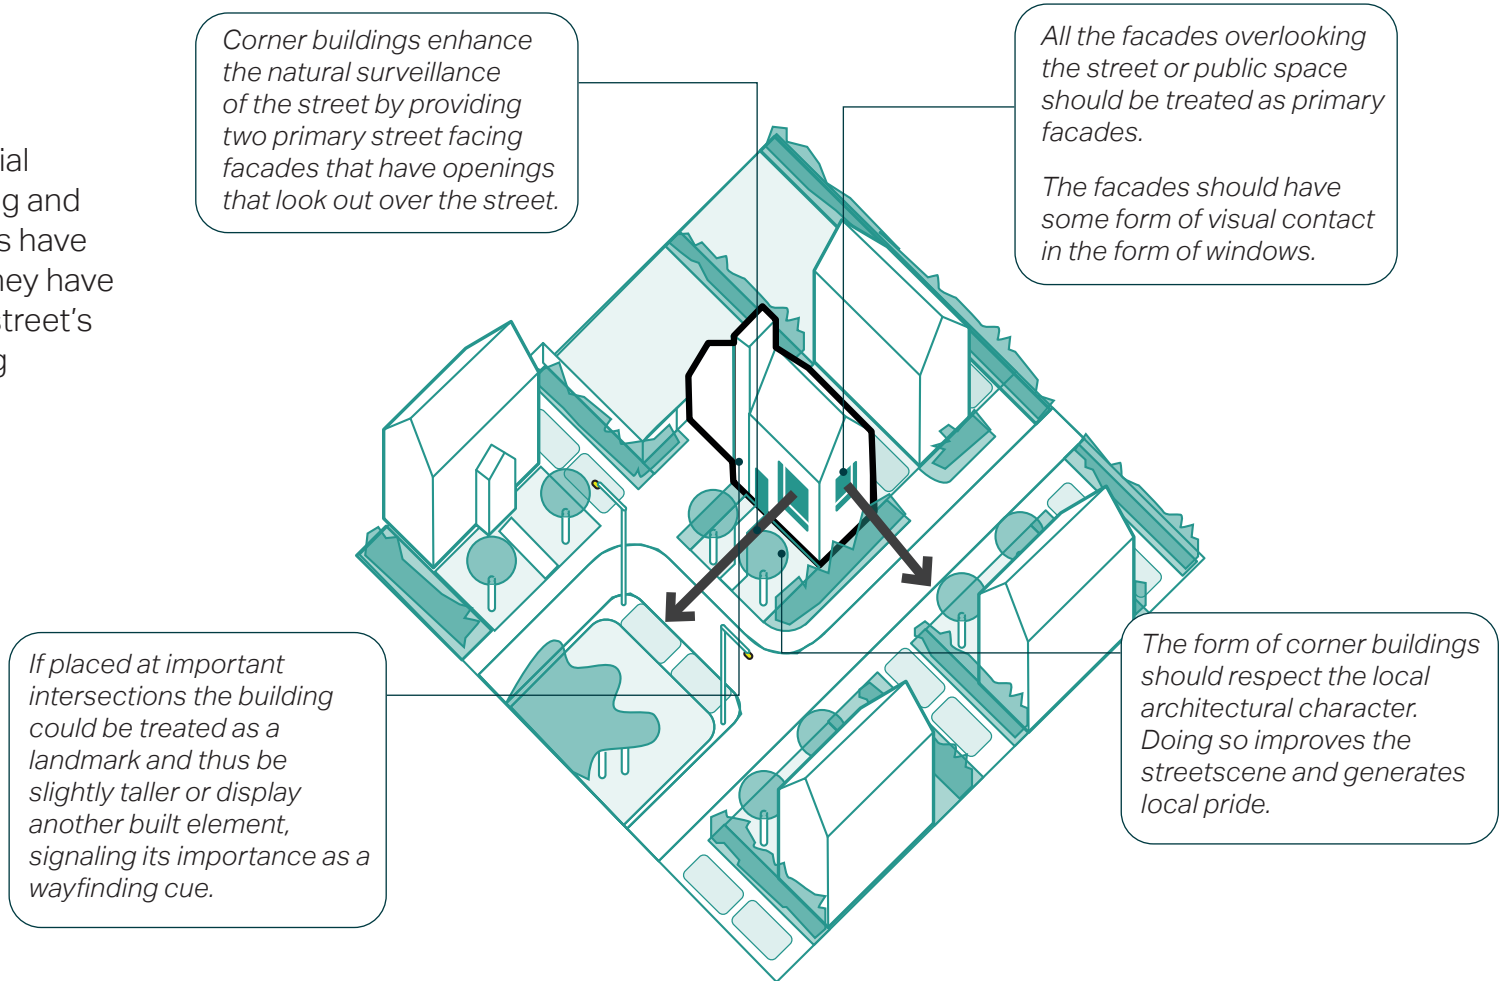 Corner buildings enhance
the natural surveillance
of the street by providing
two primary street facing
facades that have openings
that look out over the street.
All the facades overlooking
the street or public space
should be treated as primary
facades.
The facades should have
some form of visual contact
in the form of windows.
ial
g and
s have
hey have
street's
g
If placed at important
intersections the building
could be treated as a
landmark and thus be
slightly taller or display
another built element,
signaling its importance as a
wayfinding cue.
The form of corner buildings
should respect the local
architectural character.
Doing so improves the
streetscene and generates
local pride.